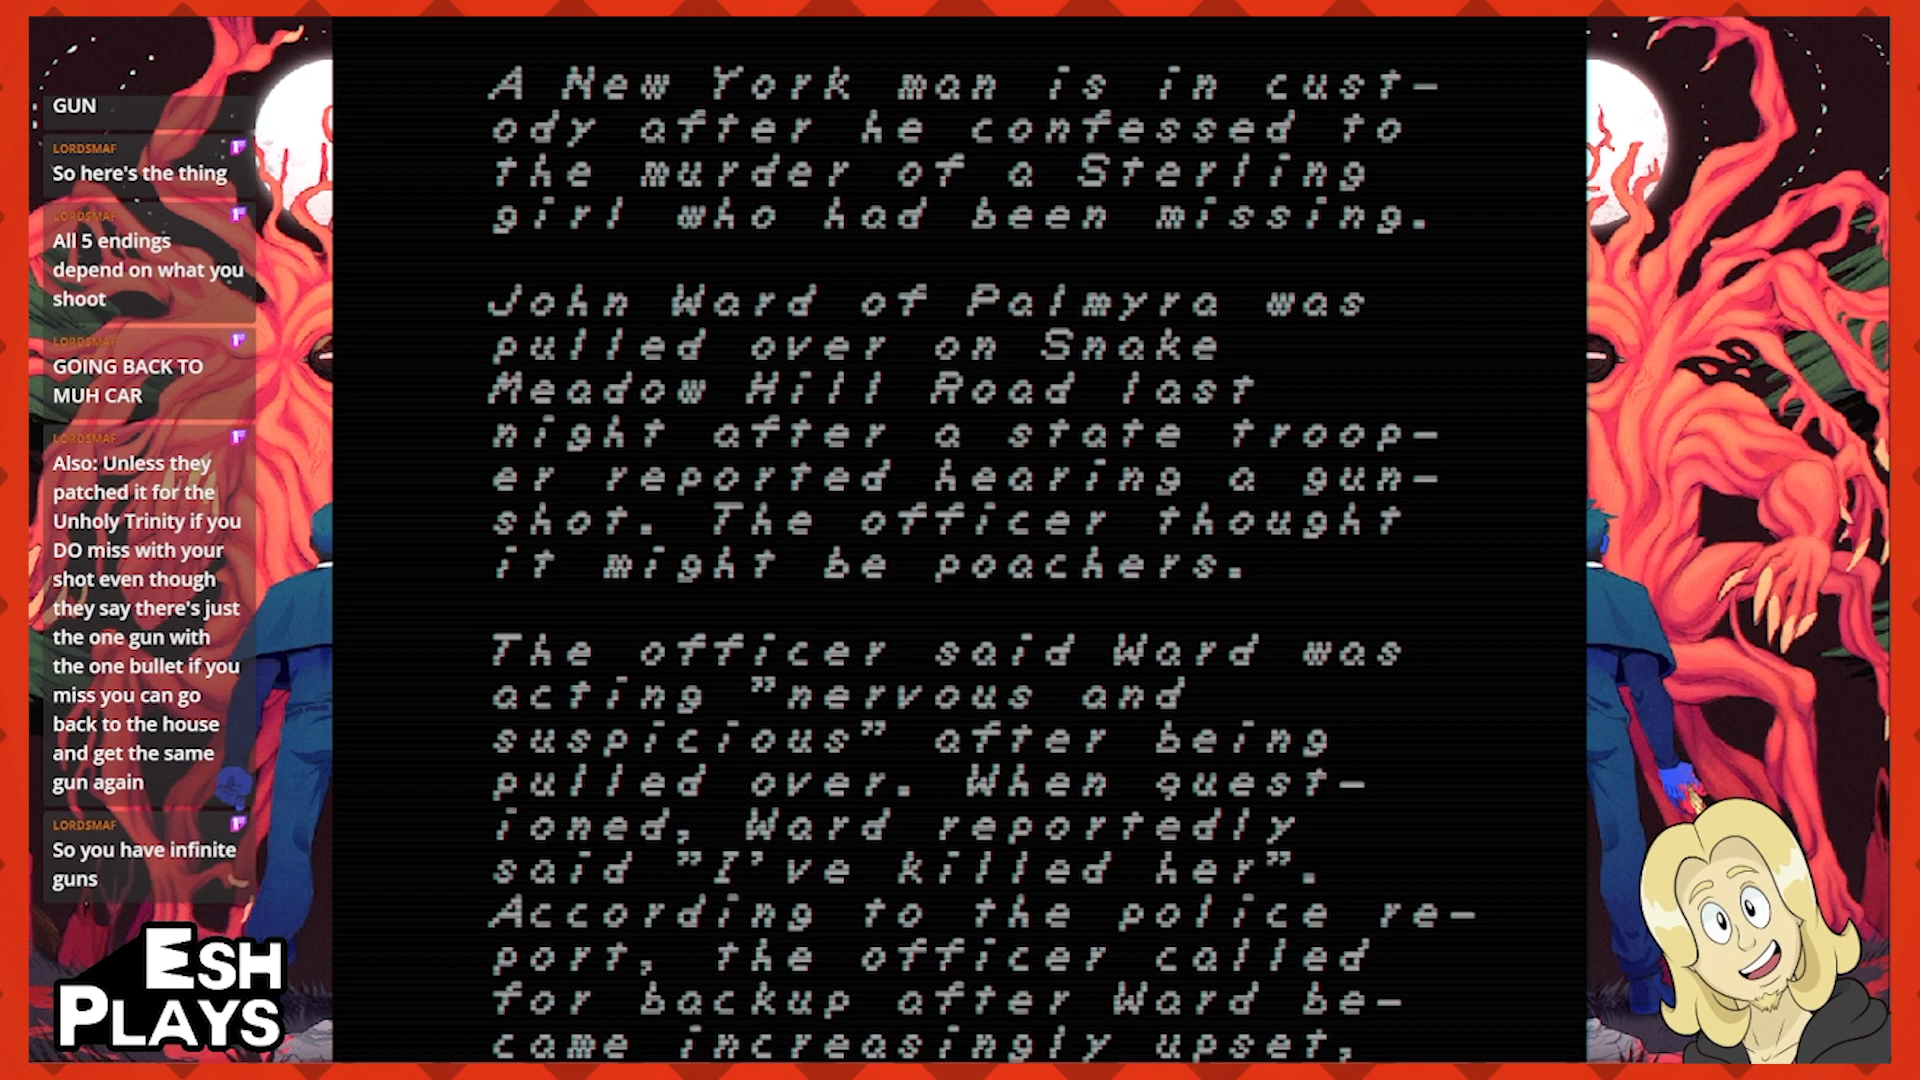 GUN
LORDSMAF
So here's the thing
LORDSMAF
All 5 endings
depend on what you
shoot
LORDSMAF
GOING BACK TO
MUH CAR
LORDSMAF
Also: Unless they
patched it for the
Unholy Trinity if you
DO miss with your
shot even though
they say there's just
the one gun with
the one bullet if you
miss you can go
back to the house
and get the same
gun again
LORDSMAF
So you have infinite
guns
ESH
PLAYS
A New York man is in cust-
ody after he confessed to
the murder of a Sterling
girl who had been missing.
John Ward of Palmyra was
pulled over on Snake
Meadow Hill Road last
night after a state troop-
er reported hearing a gun-
shot. The officer thought
it might be poachers.
The officer said Ward was
acting "nervous and
suspicious" after being
pulled over. When quest-
ioned, Ward reportedly
said "I've killed her".
According to the police re-
port, the officer called
for backup after Ward be-
came increasingly upset,